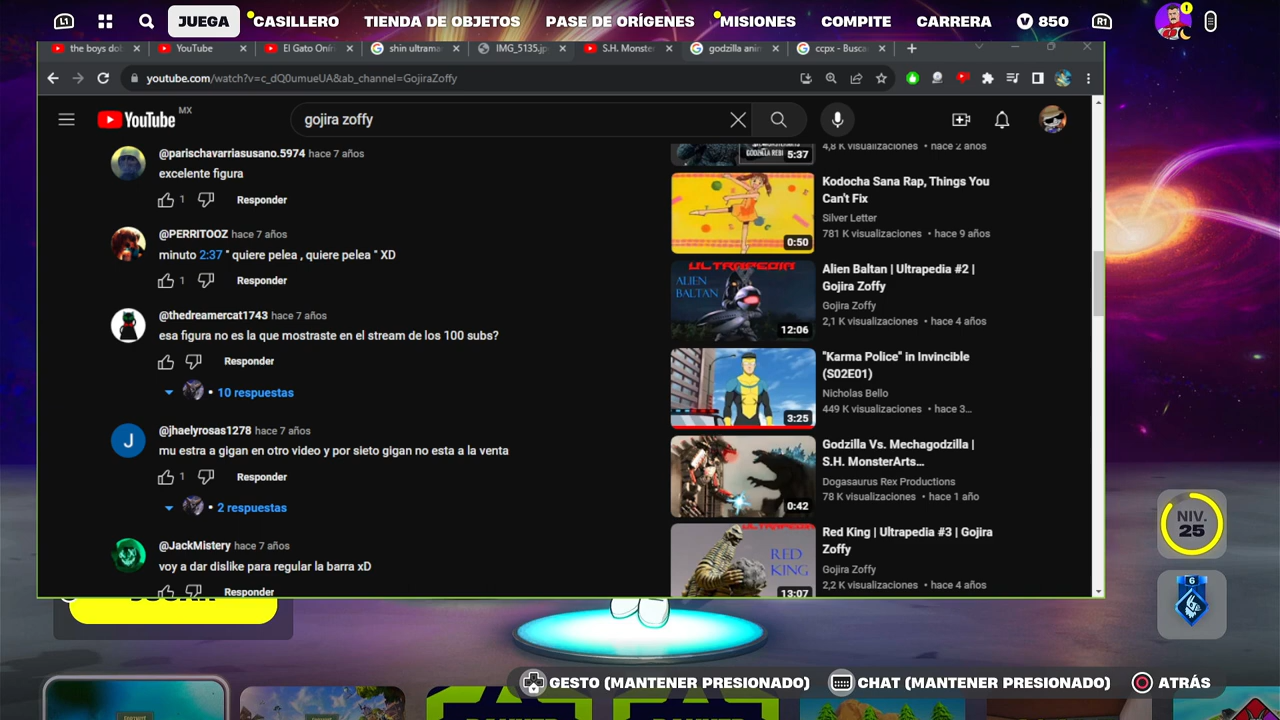 L1
JUEGA
CASILLERO
TIENDA DE OBJETOS
PASE DE ORÍGENES
MISIONES
COMPITE
CARRERA
V 850
R1
the boys do
YouTube
El Gato Oní
shin ultrama
IMG_5135.jp
S.H. Monster
godzilla ani
ccpx - Busca
youtube.com/watch?v=c_dQ0umueUA&ab_channel=GojiraZoffy
YouTube MX
gojira zoffy
@parischavarriasusano.5974 hace 7 años
excelente figura
1 Responder
@PERRITOOZ hace 7 años
minuto 2:37 " quiere pelea , quiere pelea " XD
1 Responder
@thedreamercat1743 hace 7 años
esa figura no es la que mostraste en el stream de los 100 subs?
Responder
• 10 respuestas
J
@jhaelyrosas1278 hace 7 años
mu estra a gigan en otro video y por sieto gigan no esta a la venta
1 Responder
• 2 respuestas
@JackMistery hace 7 años
voy a dar dislike para regular la barra xD
Responder
GODZILLA REBI
5:37
4,8 K visualizaciones • hace 2 años
0:50
Kodocha Sana Rap, Things You
Can't Fix
Silver Letter
781 K visualizaciones • hace 9 años
ULTRAPEDIA
ALIEN
BALTAN
12:06
Alien Baltan | Ultrapedia #2 |
Gojira Zoffy
Gojira Zoffy
2,1 K visualizaciones • hace 4 años
3:25
"Karma Police" in Invincible
(S02E01)
Nicholas Bello
449 K visualizaciones • hace 3...
0:42
Godzilla Vs. Mechagodzilla |
S.H. MonsterArts...
Dogasaurus Rex Productions
78 K visualizaciones • hace 1 año
ULTRAPEDIA
RED
KING
13:07
Red King | Ultrapedia #3 | Gojira
Zoffy
Gojira Zoffy
2,2 K visualizaciones • hace 4 años
NIV.
25
6
GESTO (MANTENER PRESIONADO)
CHAT (MANTENER PRESIONADO)
ATRÁS